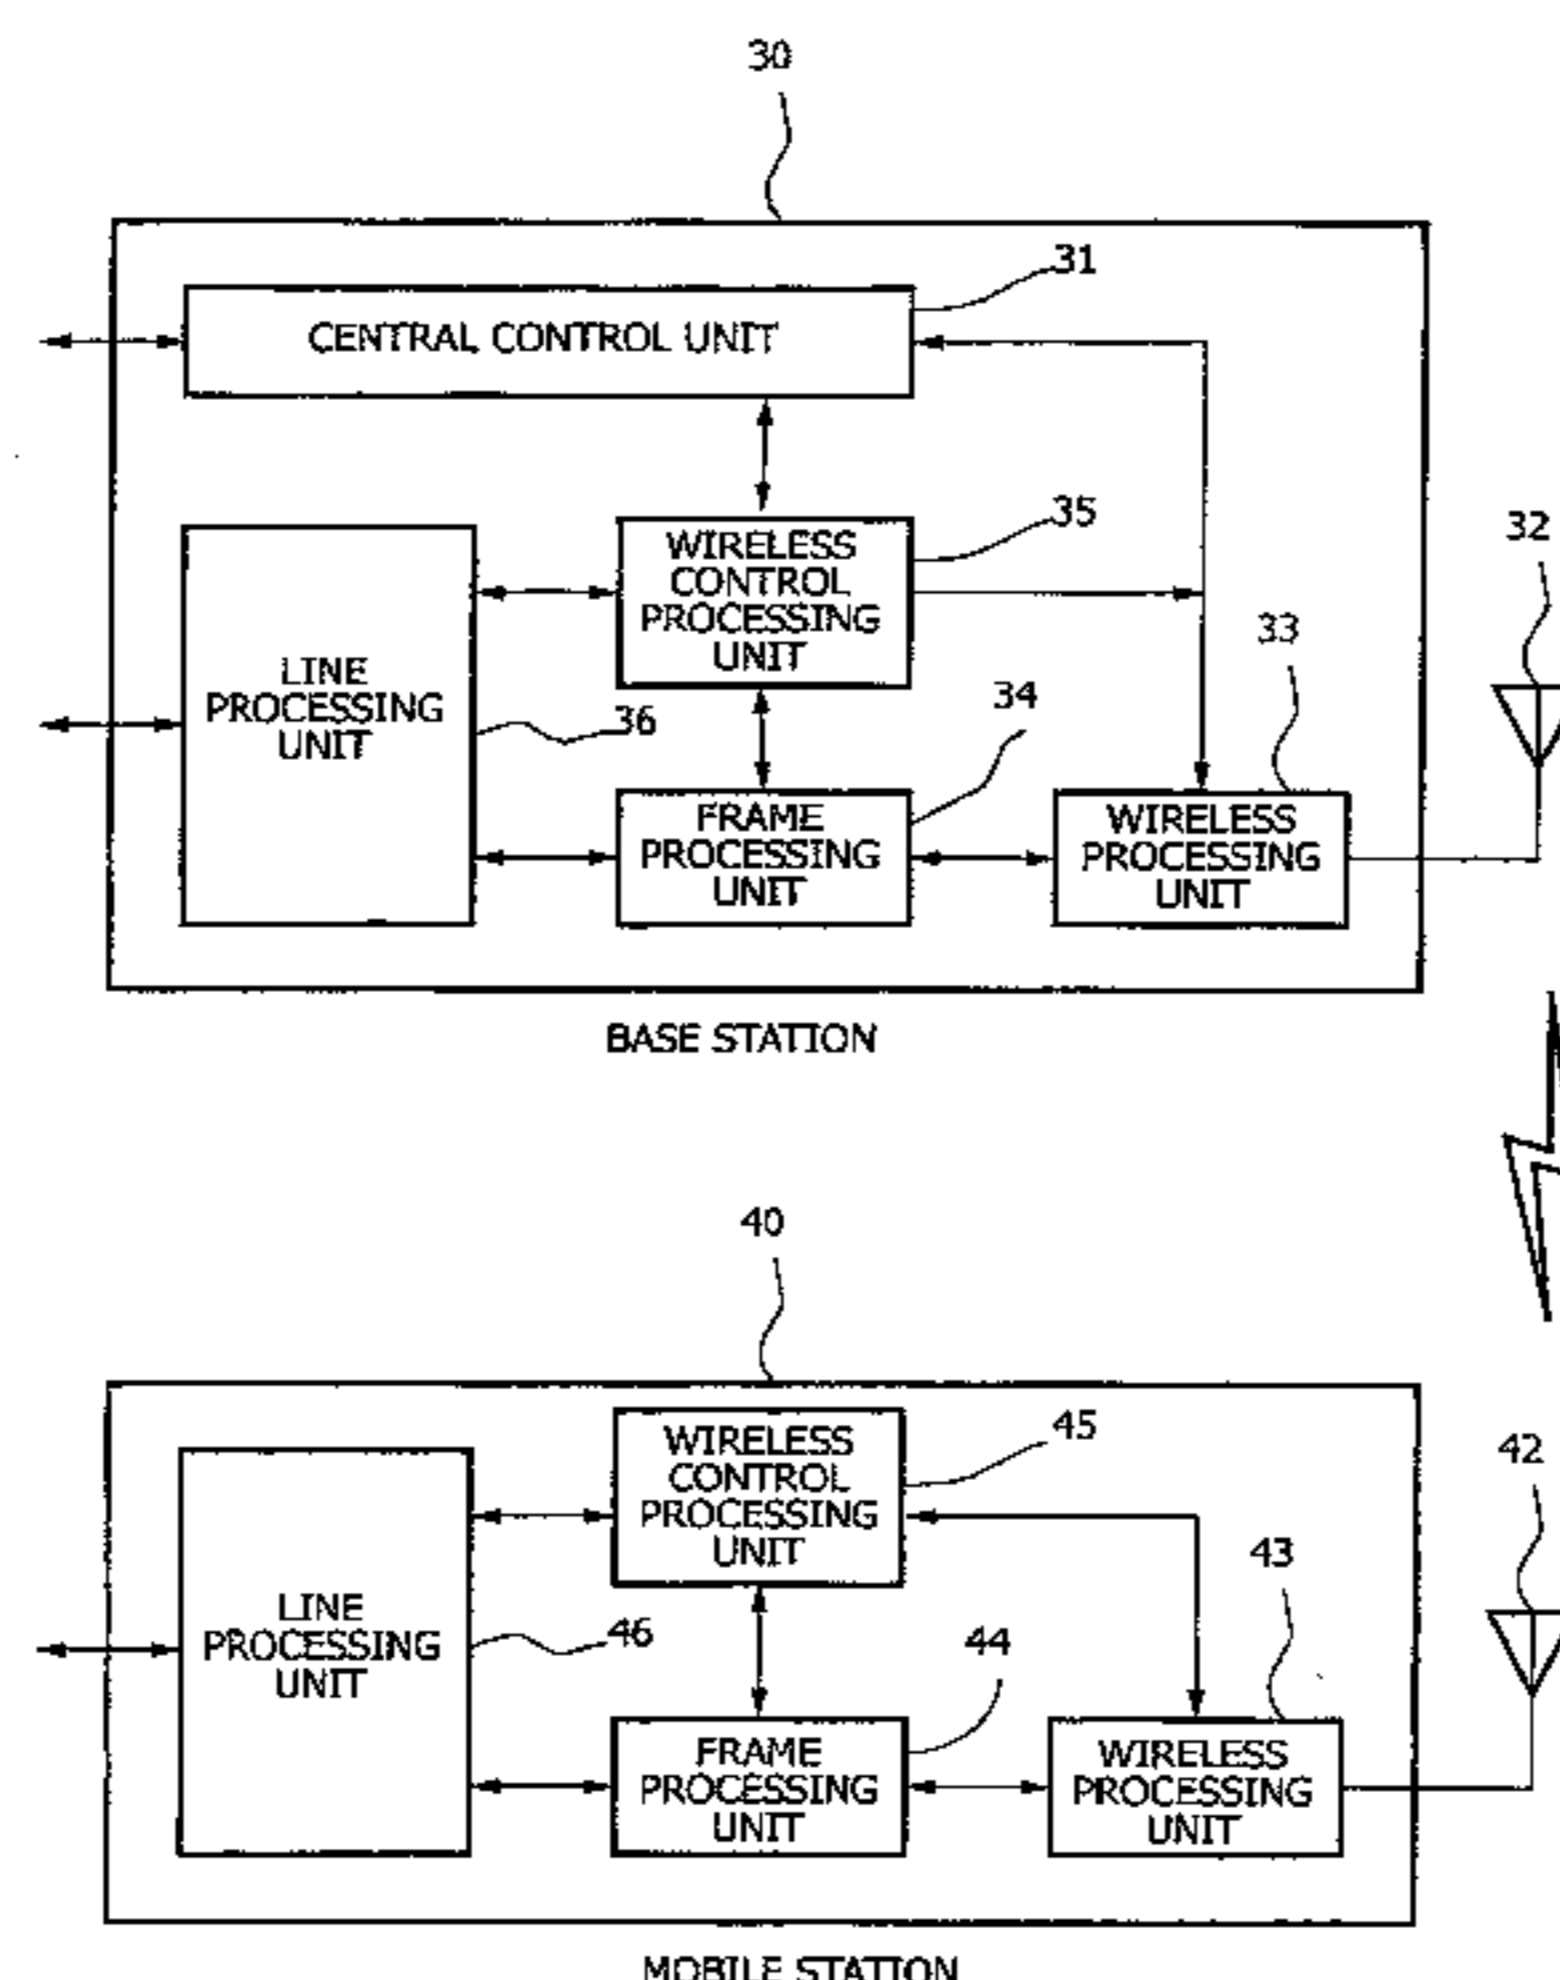 30
31
CENTRAL CONTROL UNIT
35
32
WIRELESS
CONTROL
PROCESSING
UNIT
33
LINE
PROCESSING
UNIT
36
34
FRAME
PROCESSING
UNIT
WIRELESS
PROCESSING
UNIT
BASE STATION
40
45
42
WIRELESS
CONTROL
PROCESSING
UNIT
43
LINE
PROCESSING
UNIT
46
44
FRAME
PROCESSING
UNIT
WIRELESS
PROCESSING
UNIT
MOBILE STATION